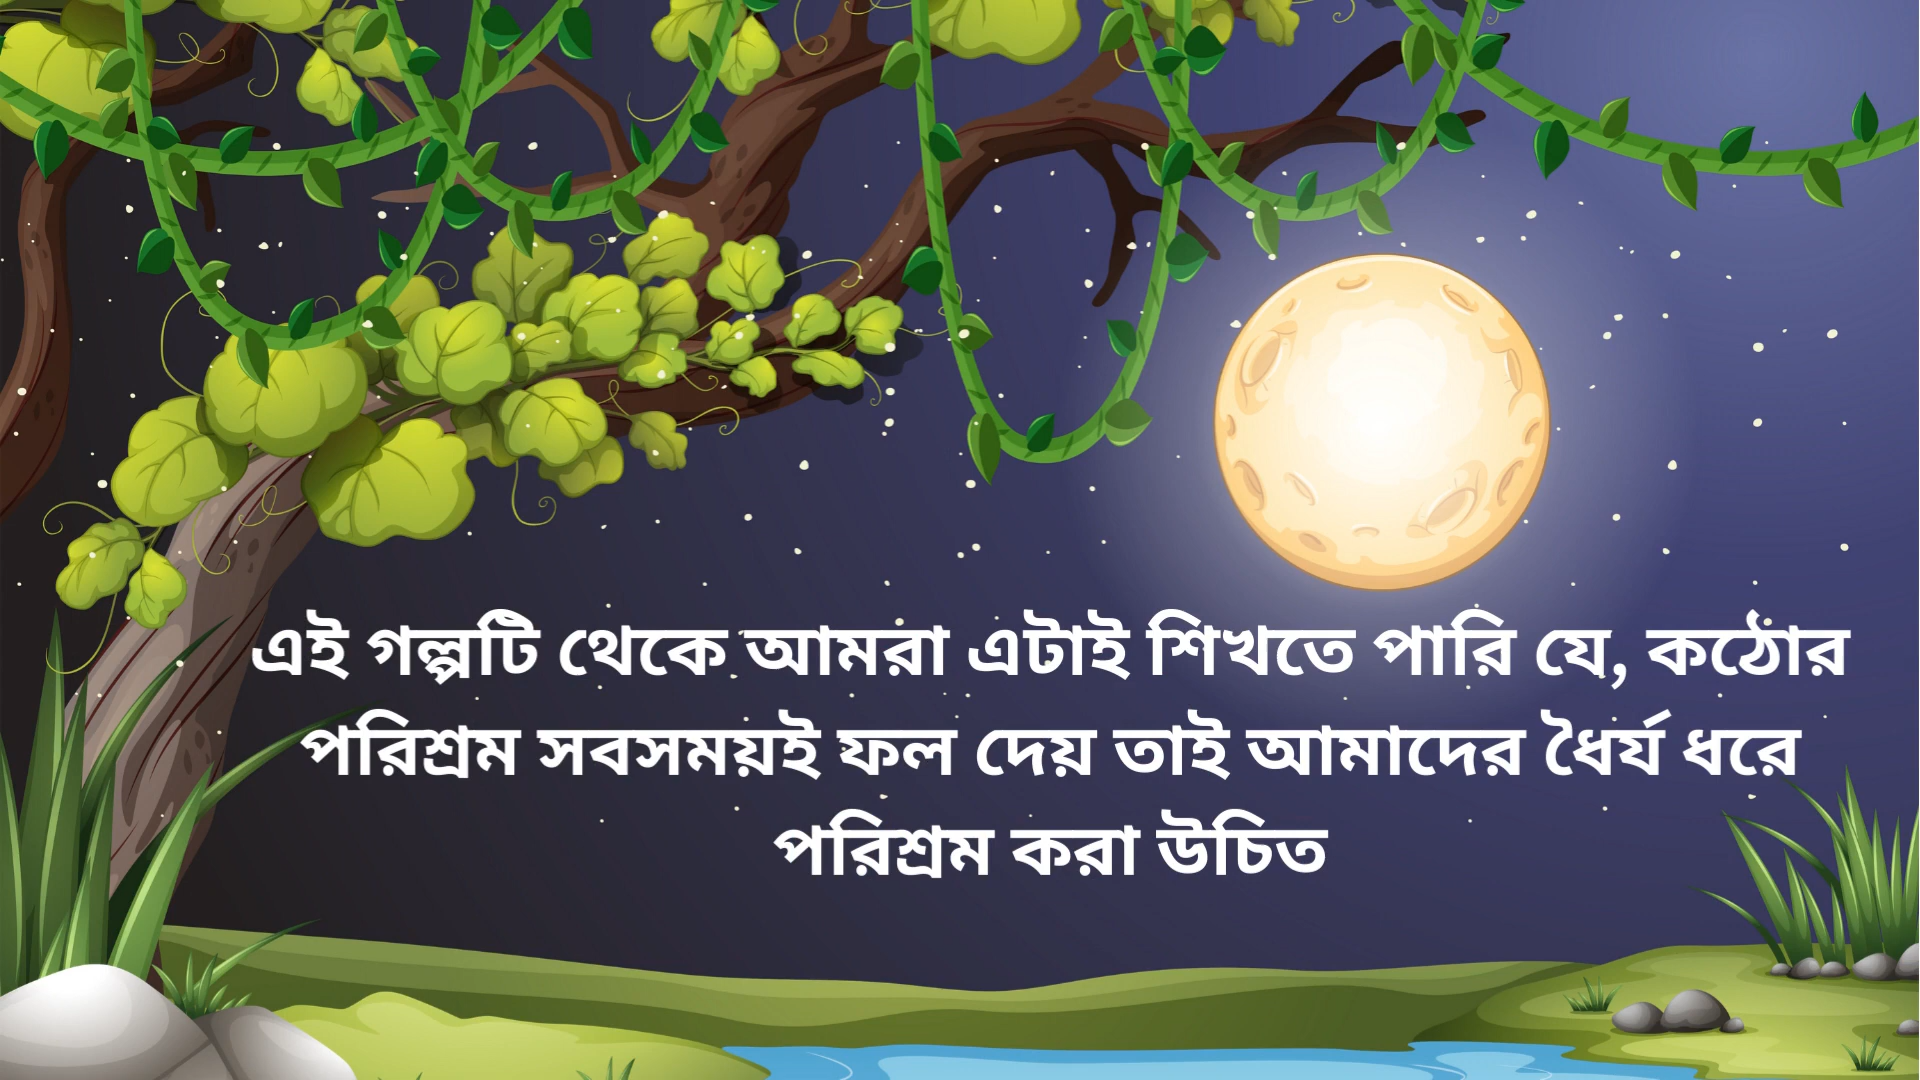 এই গল্পটি থেকে আমরা এটাই শিখতে পারি যে, কঠোর
পরিশ্রম সবসময়ই ফল দেয় তাই আমাদের ধৈর্য ধরে
পরিশ্রম করা উচিত